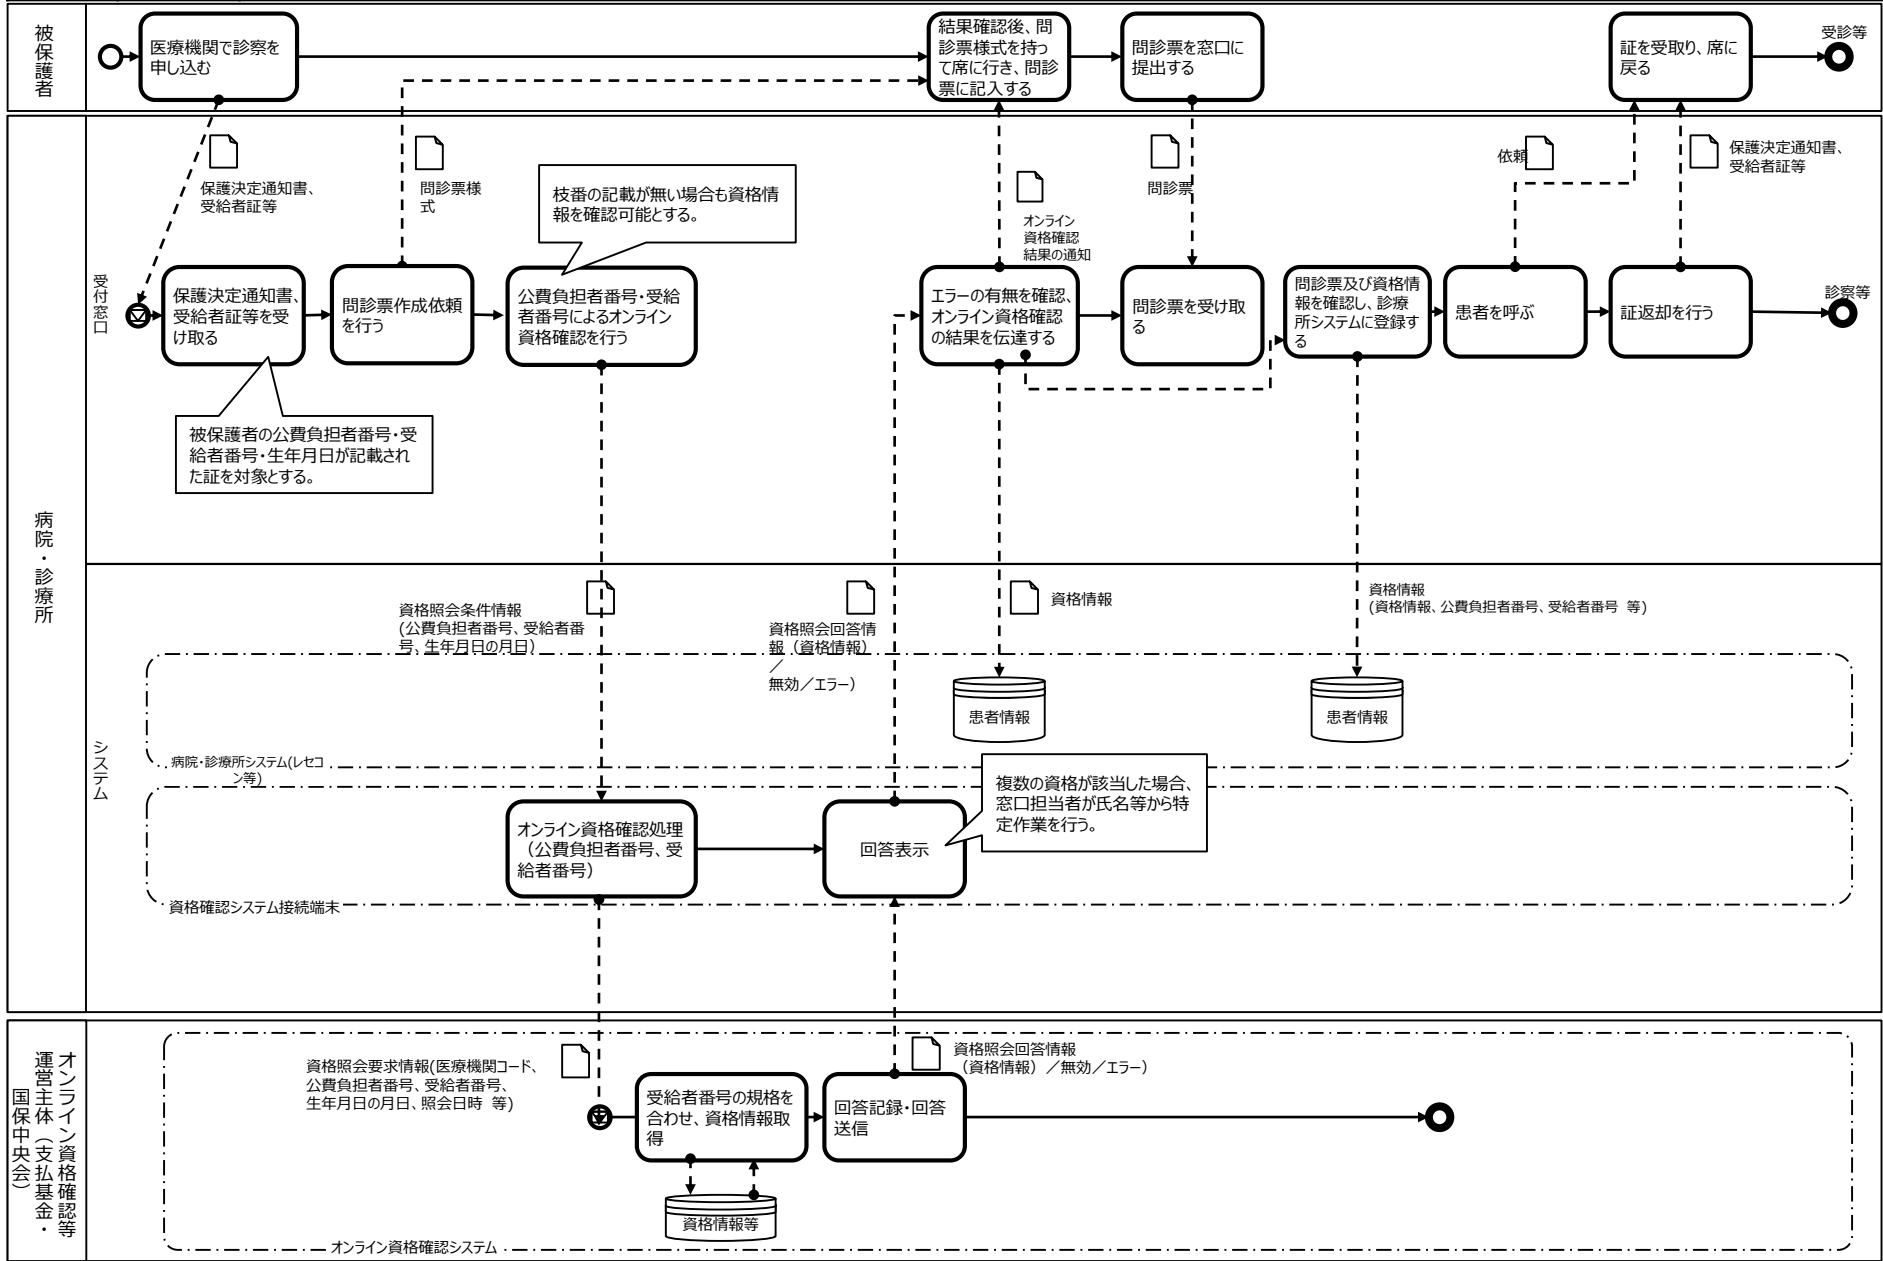 被保護者
医療機関で診察を
申し込む
結果確認後、問
診票様式を持っ
て席に行き、問診
票に記入する
問診票を窓口に
提出する
証を受取り、席に
戻る
受診等
病院・診療所
受付窓口
保護決定通知書、
受給者証等
問診票様
式
枝番の記載が無い場合も資格情
報を確認可能とする。
オンライン
資格確認
結果の通知
問診票
依頼
保護決定通知書、
受給者証等
保護決定通知書、
受給者証等を受
け取る
問診票作成依頼
を行う
公費負担者番号・受給
者番号によるオンライン
資格確認を行う
エラーの有無を確認、
オンライン資格確認
の結果を伝達する
問診票を受け取
る
問診票及び資格情
報を確認し、診療
所システムに登録す
る
患者を呼ぶ
証返却を行う
診察等
被保護者の公費負担者番号・受
給者番号・生年月日が記載され
た証を対象とする。
システム
資格照会条件情報
(公費負担者番号、受給者番
号、生年月日の月日)
資格照会回答情
報（資格情報）
／
無効／エラー）
資格情報
資格情報
(資格情報、公費負担者番号、受給者番号 等)
患者情報
患者情報
病院・診療所システム(レセコ
ン等)
複数の資格が該当した場合、
窓口担当者が氏名等から特
定作業を行う。
オンライン資格確認処理
（公費負担者番号、受
給者番号）
回答表示
資格確認システム接続端末
オンライン資格確認等
運営主体（支払基金・
国保中央会）
資格照会要求情報(医療機関コード、
公費負担者番号、受給者番号、
生年月日の月日、照会日時 等)
資格照会回答情報
（資格情報）／無効／エラー）
受給者番号の規格を
合わせ、資格情報取
得
回答記録・回答
送信
資格情報等
オンライン資格確認システム